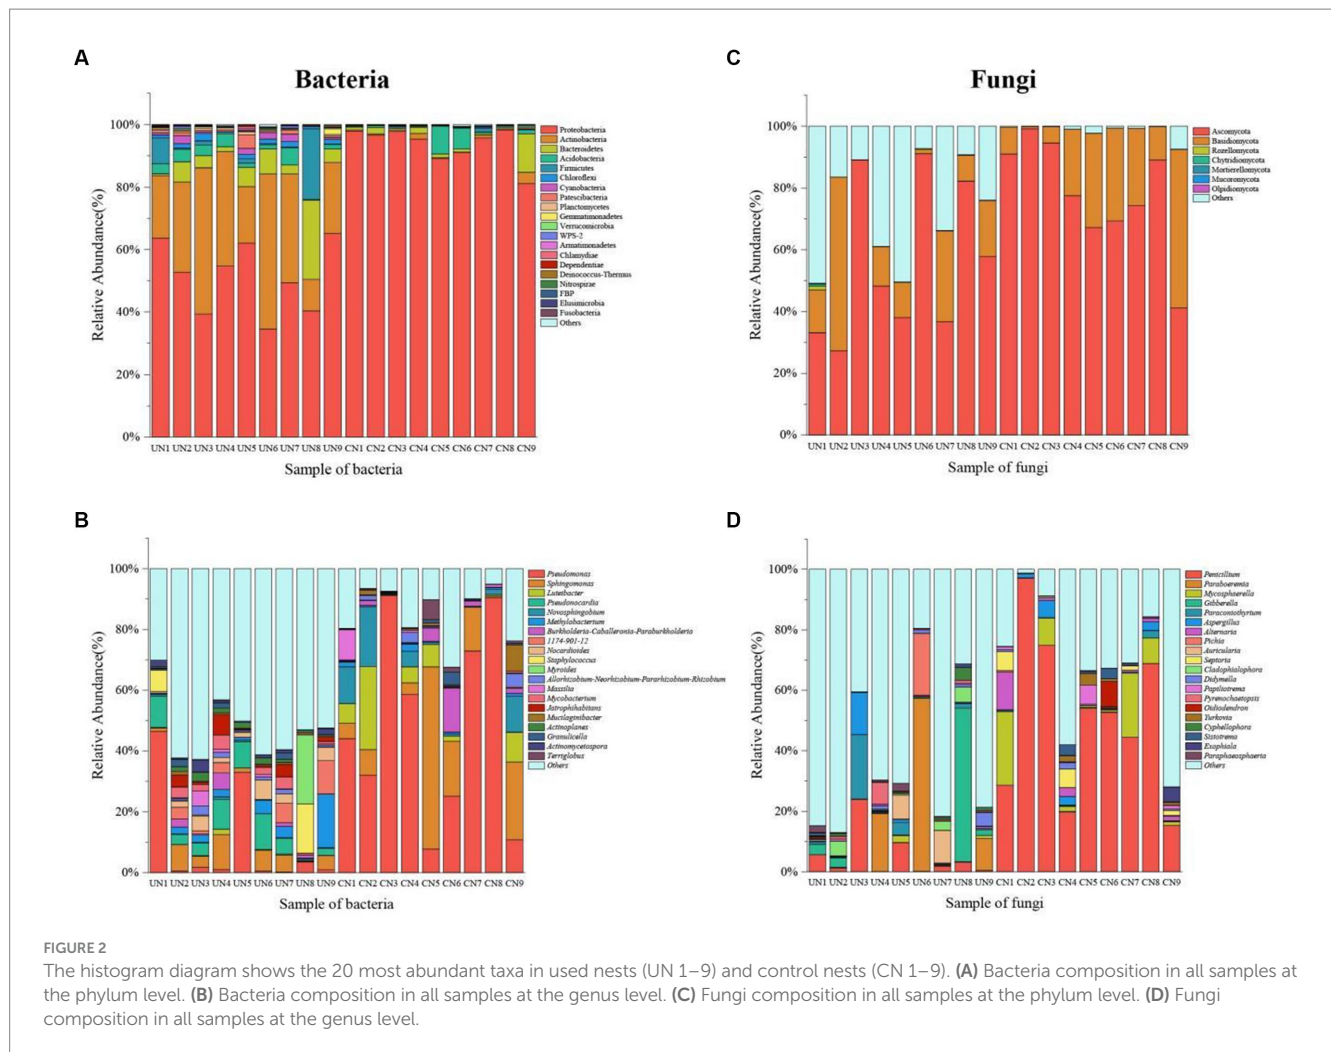 A
Bacteria
100%
80%
60%
40%
20%
0%
Relative Abundance(%)
UN1 UN2 UN3 UN4 UN5 UN6 UN7 UN8 UN9 CN1 CN2 CN3 CN4 CN5 CN6 CN7 CN8 CN9
Sample of bacteria
Proteobacteria
Actinobacteria
Bacteroidetes
Acidobacteria
Firmicutes
Chloroflexi
Cyanobacteria
Patescibacteria
Planctomycetes
Gemmatimonadetes
Verrucomicrobia
WPS-2
Armatimonadetes
Chlamydiae
Dependentiae
Deinococcus-Thermus
Nitrospirae
FBP
Elusimicrobia
Fusobacteria
Others
C
Fungi
100%
80%
60%
40%
20%
0%
Relative Abundance(%)
UN1 UN2 UN3 UN4 UN5 UN6 UN7 UN8 UN9 CN1 CN2 CN3 CN4 CN5 CN6 CN7 CN8 CN9
Sample of fungi
Ascomycota
Basidiomycota
Rozellomycota
Chytridiomycota
Mortierellomycota
Mucoromycota
Olpidiomycota
Others
B
100%
80%
60%
40%
20%
0%
Relative Abundance(%)
UN1 UN2 UN3 UN4 UN5 UN6 UN7 UN8 UN9 CN1 CN2 CN3 CN4 CN5 CN6 CN7 CN8 CN9
Sample of bacteria
Pseudomonas
Sphingomonas
Luteibacter
Pseudonocardia
Novosphingobium
Methylobacterium
Burkholderia-Caballeronia-Paraburkholderia
1174-901-12
Nocardioides
Staphylococcus
Myroides
Allorhizobium-Neorhizobium-Pararhizobium-Rhizobium
Massilia
Mycobacterium
Jatrophihabitans
Mucilaginibacter
Actinoplanes
Granulicella
Actinomycetospora
Terriglobus
Others
D
100%
80%
60%
40%
20%
0%
Relative Abundance(%)
UN1 UN2 UN3 UN4 UN5 UN6 UN7 UN8 UN9 CN1 CN2 CN3 CN4 CN5 CN6 CN7 CN8 CN9
Sample of fungi
Penicillium
Paraboeremia
Mycosphaerella
Gibberella
Paraconiothyrium
Aspergillus
Alternaria
Pichia
Auricularia
Septoria
Cladophialophora
Didymella
Papiliotrema
Pyrenochaetopsis
Oidiodendron
Yurkovia
Cyphellophora
Sistotrema
Exophiala
Paraphaeosphaeria
Others
FIGURE 2
The histogram diagram shows the 20 most abundant taxa in used nests (UN 1–9) and control nests (CN 1–9). (A) Bacteria composition in all samples at
the phylum level. (B) Bacteria composition in all samples at the genus level. (C) Fungi composition in all samples at the phylum level. (D) Fungi
composition in all samples at the genus level.